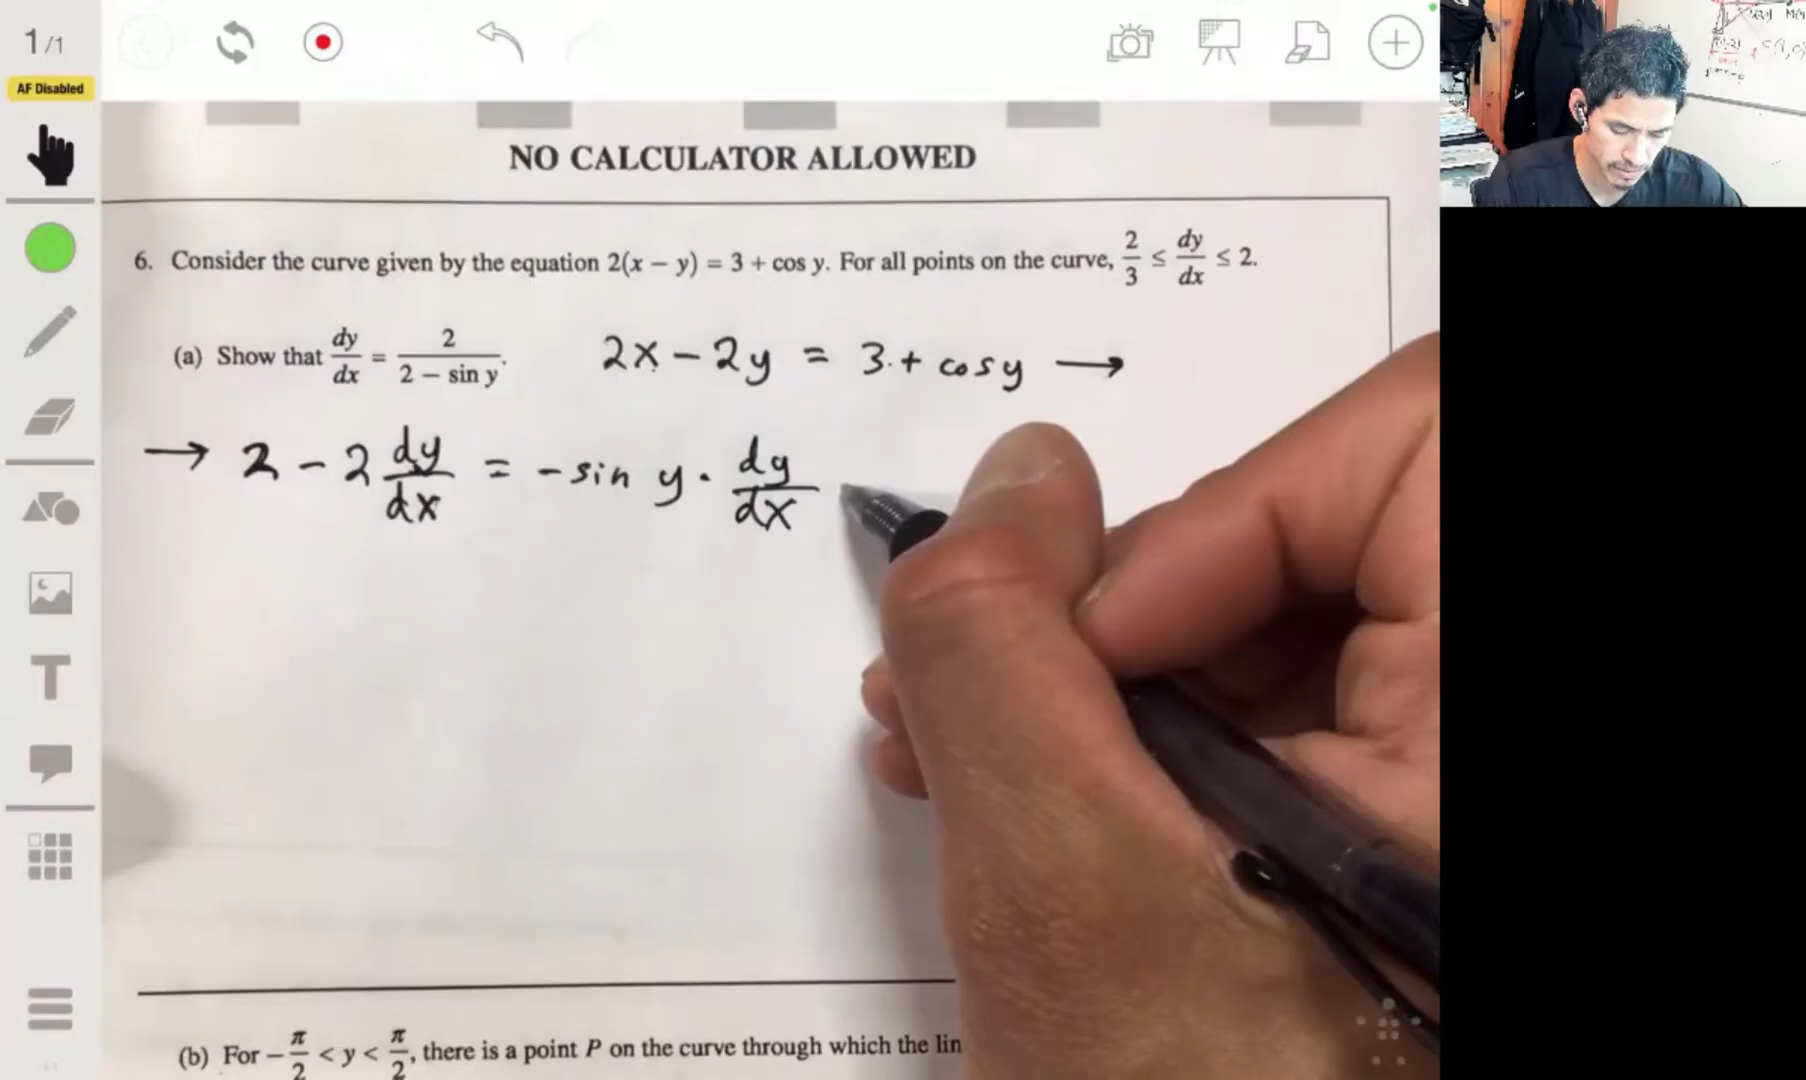 1/1
AF Disabled
NO CALCULATOR ALLOWED
6. Consider the curve given by the equation 2(x − y) = 3 + cos y. For all points on the curve, 2/3 ≤ dy/dx ≤ 2.
(a) Show that dy/dx = 2/(2 − sin y).
2x − 2y = 3 + cos y →
→ 2 − 2 dy/dx = − sin y · dy/dx
(b) For −π/2 < y < π/2, there is a point P on the curve through which the lin
T